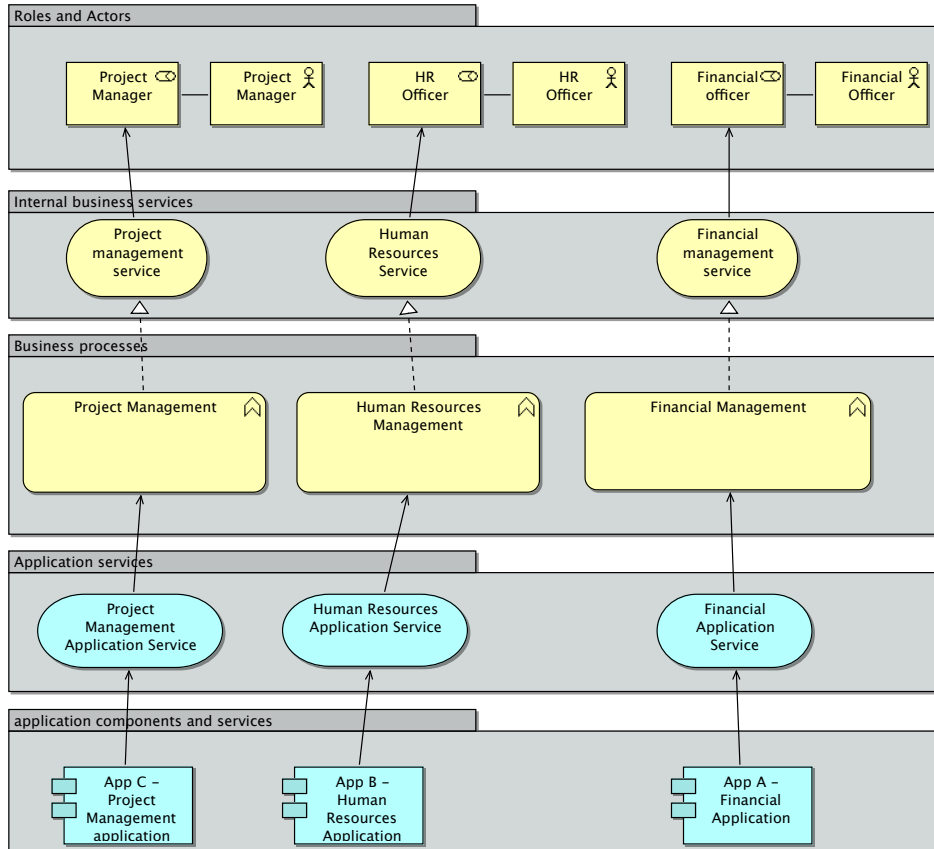 Roles and Actors
Project
Manager
Project
Manager
HR
Officer
HR
Officer
Financial
officer
Financial
Officer
Internal business services
Project
management
service
Human
Resources
Service
Financial
management
service
Business processes
Project Management
Human Resources
Management
Financial Management
Application services
Project
Management
Application Service
Human Resources
Application Service
Financial
Application
Service
application components and services
App C –
Project
Management
application
App B –
Human
Resources
Application
App A –
Financial
Application